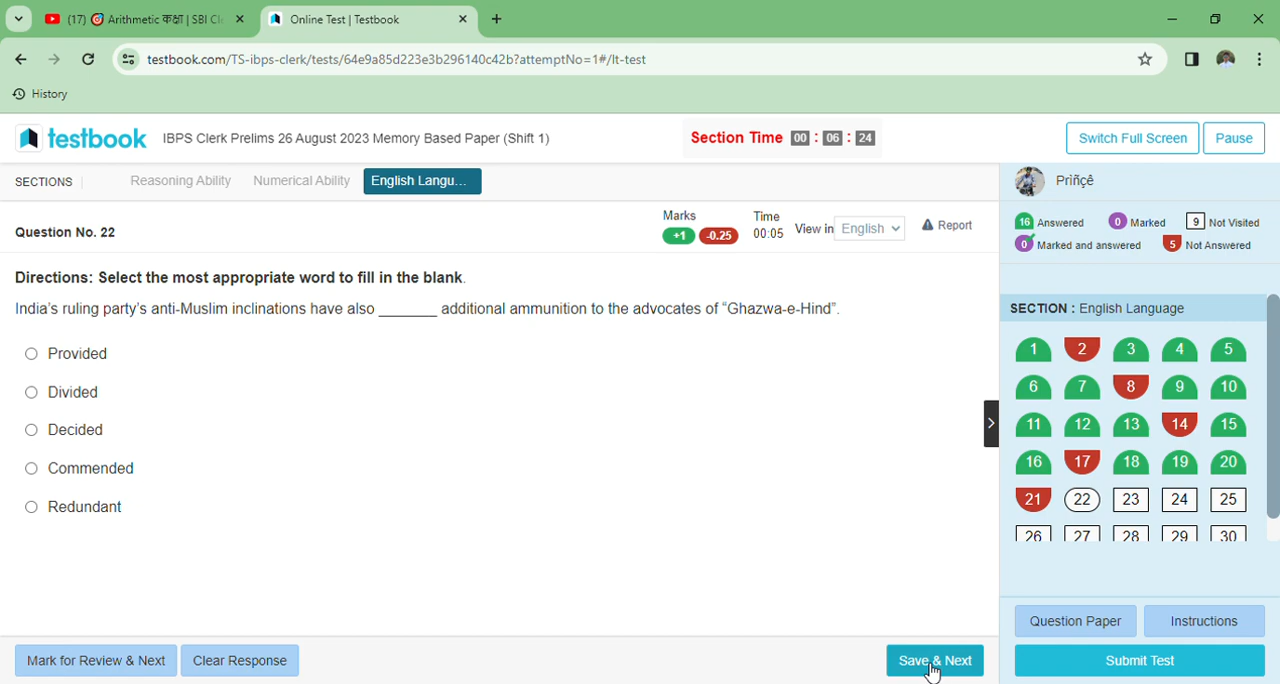 (17) 🎯 Arithmetic कक्षा | SBI Cl
Online Test | Testbook
testbook.com/TS-ibps-clerk/tests/64e9a85d223e3b296140c42b?attemptNo=1#/lt-test
History
testbook
IBPS Clerk Prelims 26 August 2023 Memory Based Paper (Shift 1)
Section Time 00 : 06 : 24
Switch Full Screen
Pause
SECTIONS
Reasoning Ability
Numerical Ability
English Langu...
Prïñçê
Question No. 22
Marks
+1 -0.25
Time
00:05
View in English
Report
16 Answered
0 Marked
9 Not Visited
0 Marked and answered
5 Not Answered
Directions: Select the most appropriate word to fill in the blank.
India's ruling party's anti-Muslim inclinations have also _______ additional ammunition to the advocates of “Ghazwa-e-Hind”.
Provided
Divided
Decided
Commended
Redundant
SECTION : English Language
1 2 3 4 5
6 7 8 9 10
11 12 13 14 15
16 17 18 19 20
21 22 23 24 25
26 27 28 29 30
Question Paper
Instructions
Mark for Review & Next
Clear Response
Save & Next
Submit Test